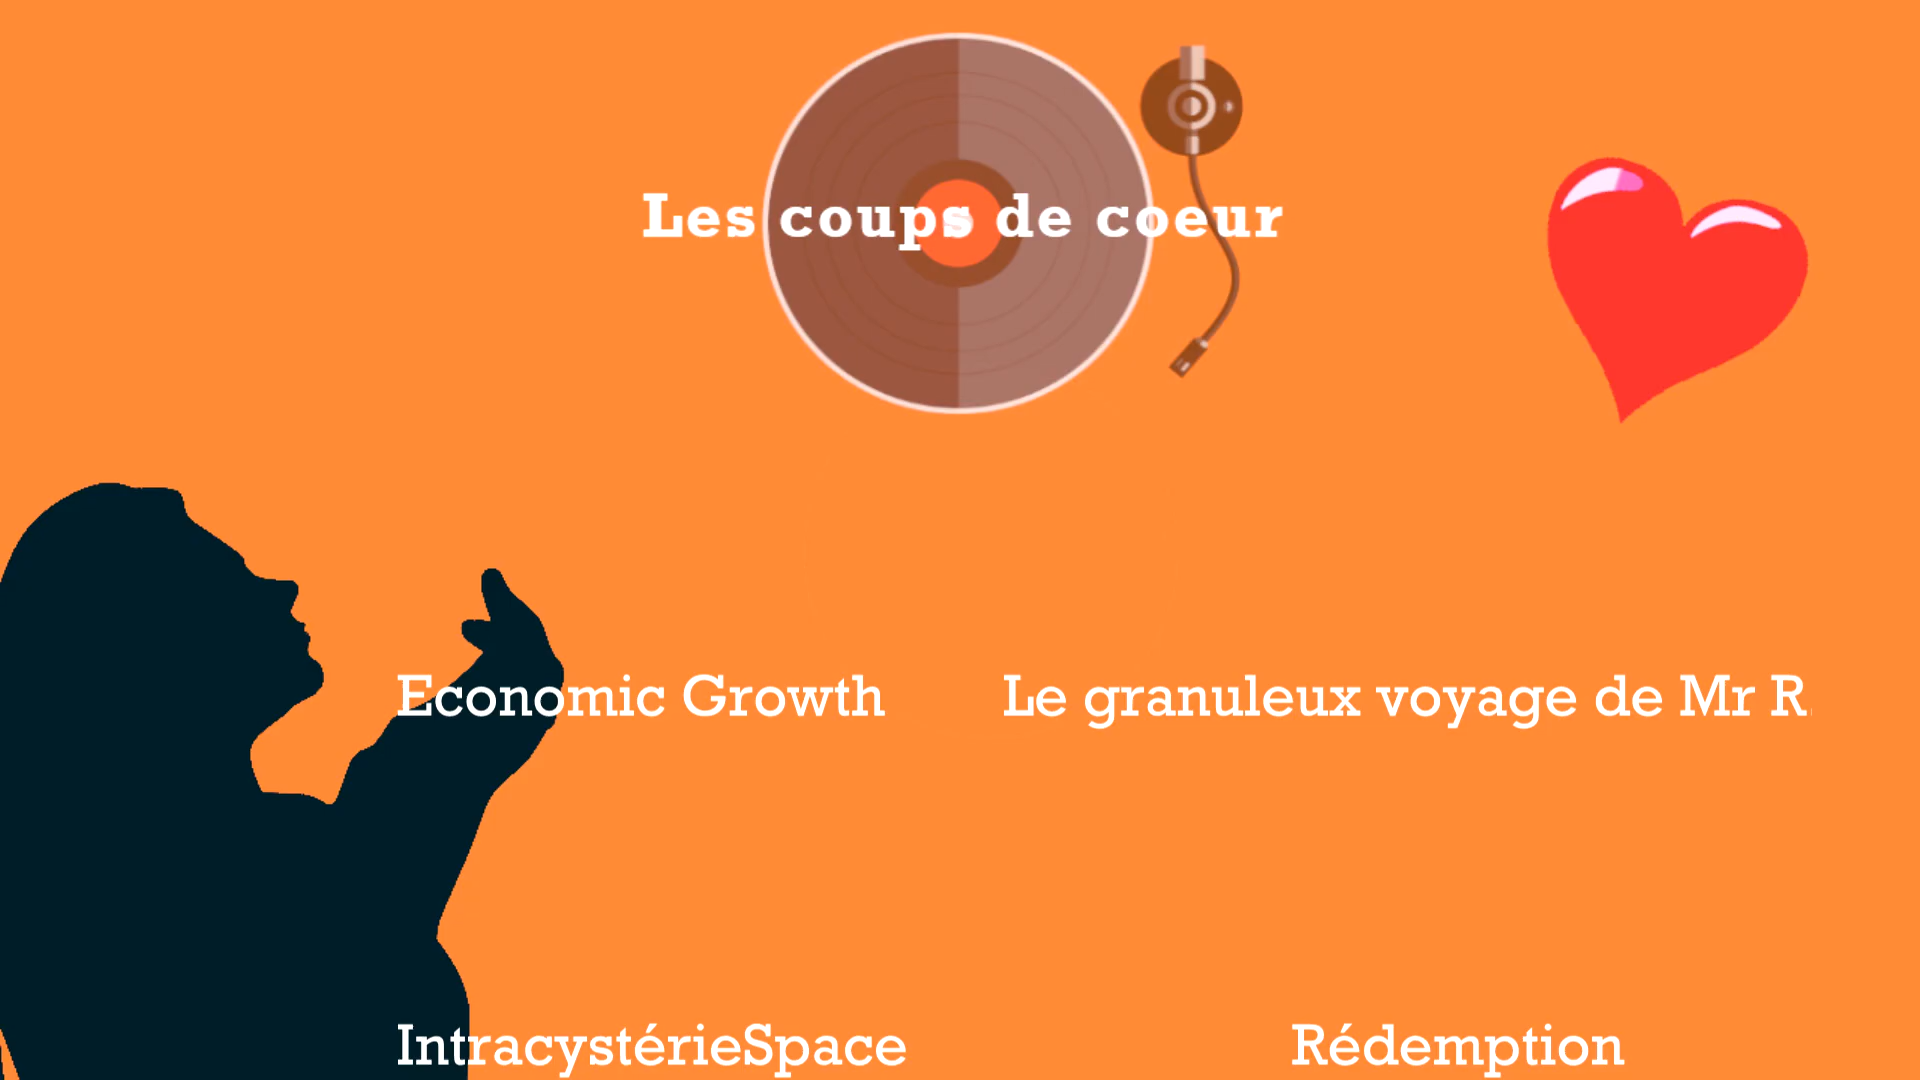 Les coups de coeur
Economic Growth
Le granuleux voyage de Mr R.
IntracystérieSpace
Rédemption